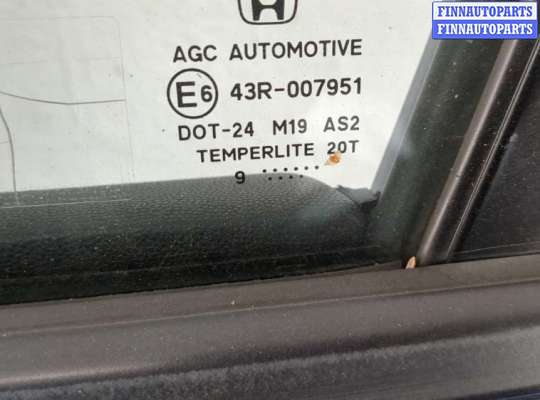 FINNAUTOPARTS
FINNAUTOPARTS
AGC AUTOMOTIVE
E6 43R-007951
DOT-24 M19 AS2
TEMPERLITE 20T
9 ...........